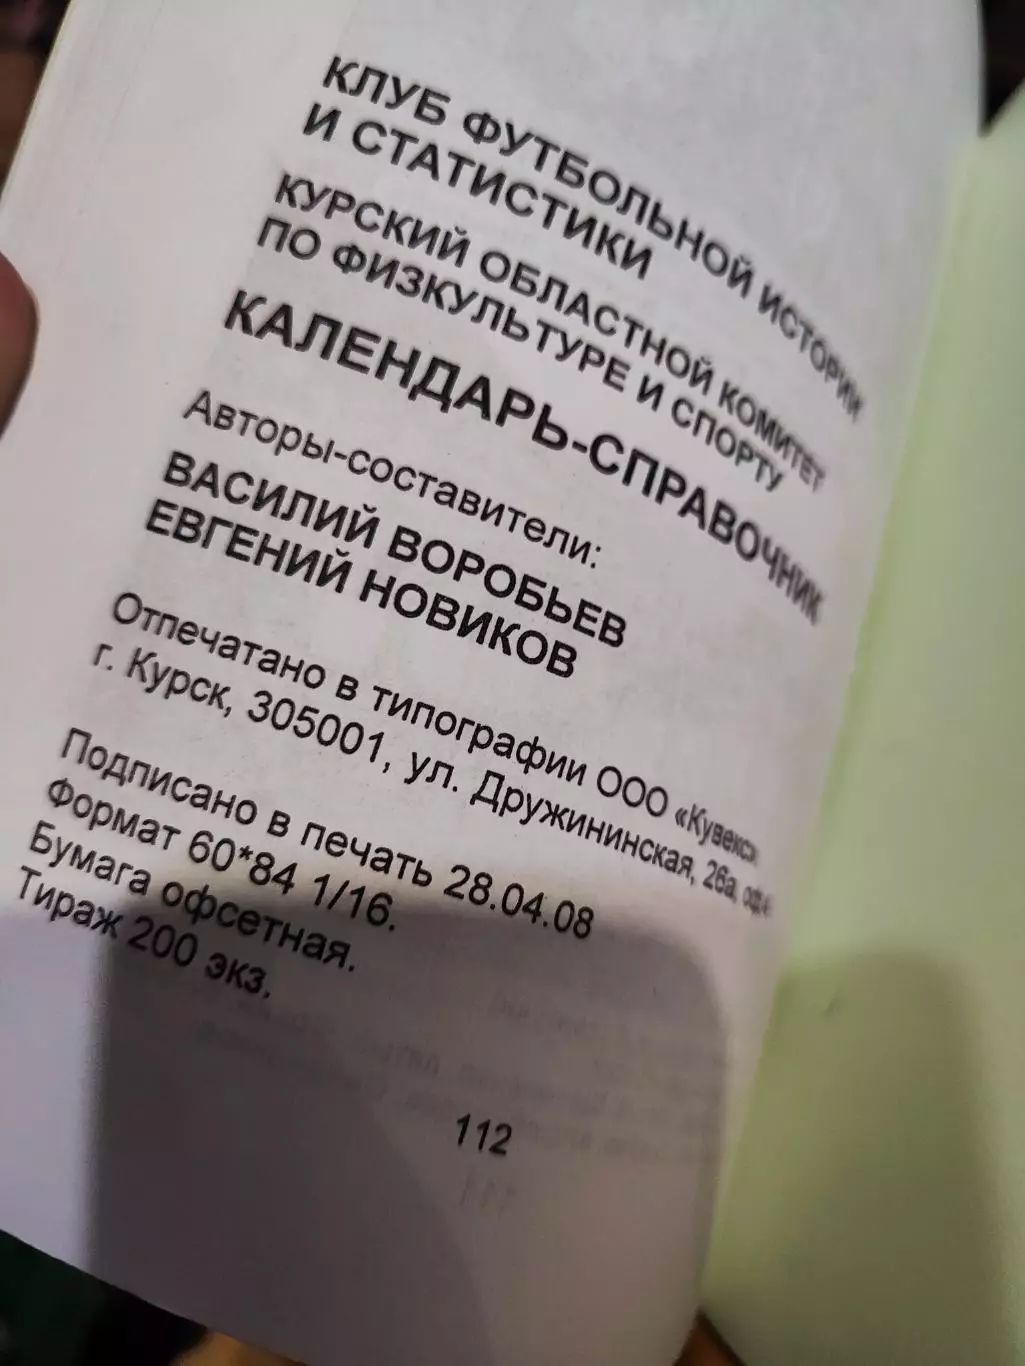 КЛУБ ФУТБОЛЬНОЙ ИСТОРИИ
И СТАТИСТИКИ
КУРСКИЙ ОБЛАСТНОЙ КОМИТЕТ
ПО ФИЗКУЛЬТУРЕ И СПОРТУ
КАЛЕНДАРЬ-СПРАВОЧНИК
Авторы-составители:
ВАСИЛИЙ ВОРОБЬЕВ
ЕВГЕНИЙ НОВИКОВ
Отпечатано в типографии ООО «Кувекс».
г. Курск, 305001, ул. Дружининская, 26а,
Подписано в печать 28.04.08
Формат 60*84 1/16.
Бумага офсетная.
Тираж 200 экз.
112